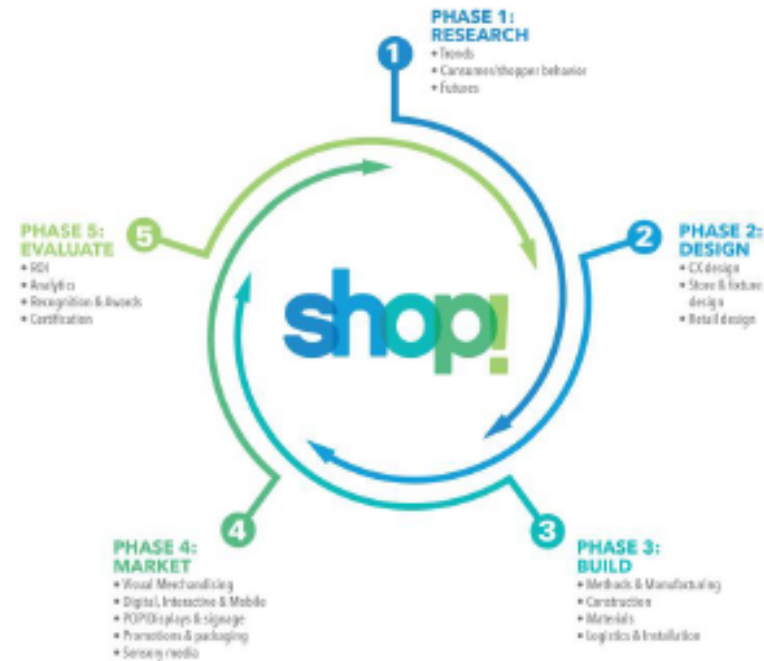 PHASE 1:
RESEARCH
1
• Trends
• Consumer/shopper behavior
• Futures
PHASE 2:
DESIGN
2
• CX design
• Store & fixture
design
• Retail design
PHASE 5:
EVALUATE
5
• ROI
• Analytics
• Recognition & Awards
• Certification
shop!
3
PHASE 3:
BUILD
• Methods & Manufacturing
• Construction
• Materials
• Logistics & Installation
4
PHASE 4:
MARKET
• Visual Merchandising
• Digital, Interactive & Mobile
• POP/Displays & signage
• Promotions & packaging
• Sensory media